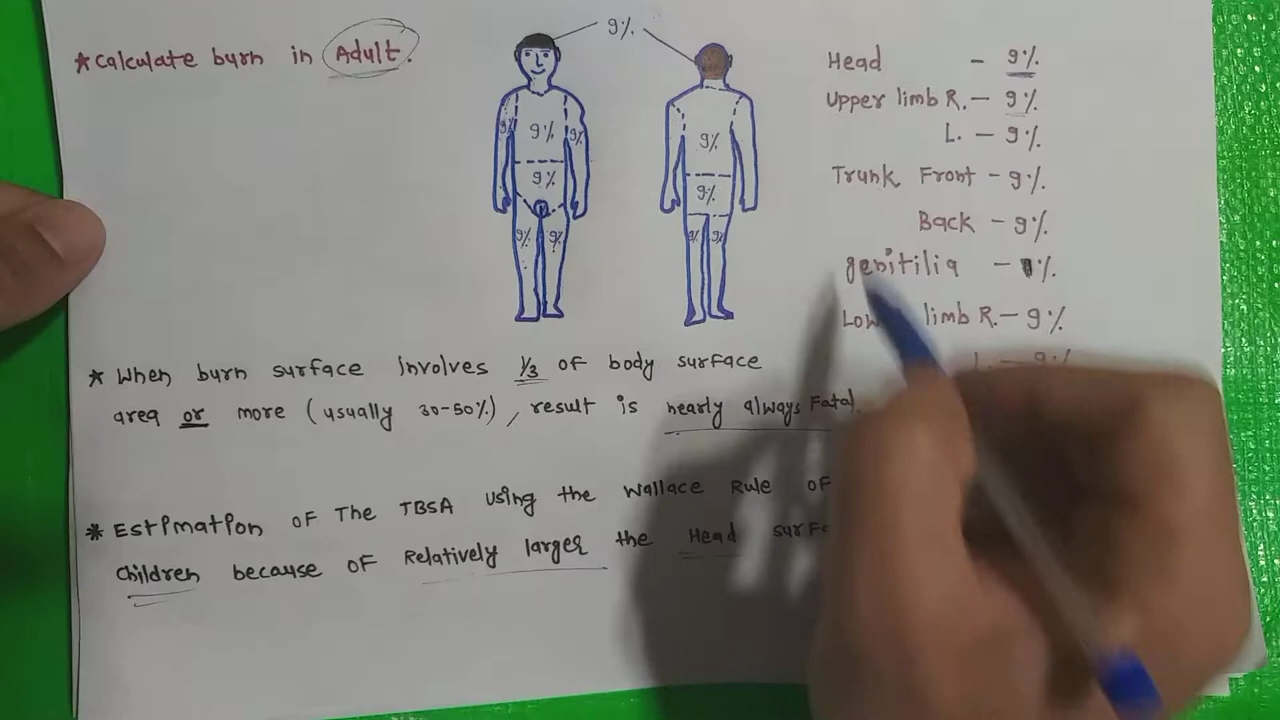 *Calculate burn in Adult.
9%
9% 9% 9%
9%
9% 9%
9%
9%
9% 9%
Head - 9%
Upper limb R. - 9%
L. - 9%
Trunk Front - 9%
Back - 9%
genitilia - %
limb R. - 9%
L. - 9%
* When burn surface involves 1/3 of body surface
area or more (usually 30-50%), result is nearly always Fatal.
* Estimation of The TBSA using the Wallace Rule of
children because of Relatively larger the Head